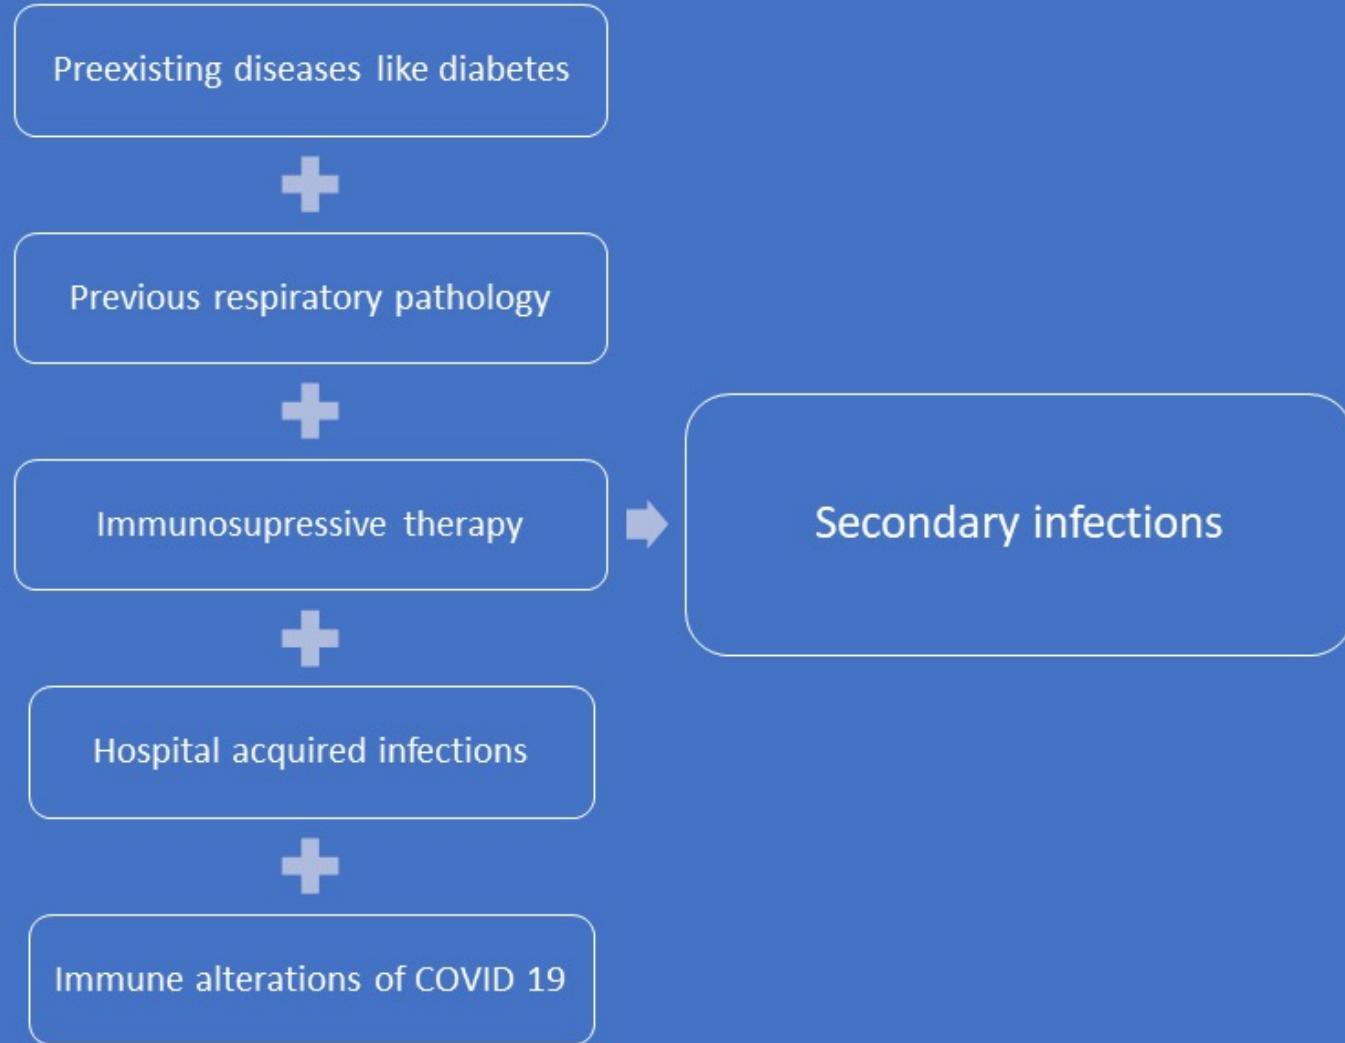 Preexisting diseases like diabetes
Previous respiratory pathology
Immunosupressive therapy
Secondary infections
Hospital acquired infections
Immune alterations of COVID 19